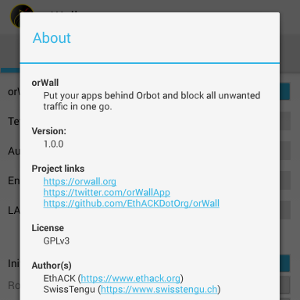 About
orWall
Put your apps behind Orbot and block all unwanted
traffic in one go.
Version:
1.0.0
Project links
https://orwall.org
https://twitter.com/orWallApp
https://github.com/EthACKDotOrg/orWall
License
GPLv3
Author(s)
EthACK (https://www.ethack.org)
SwissTengu (https://www.swisstengu.ch)